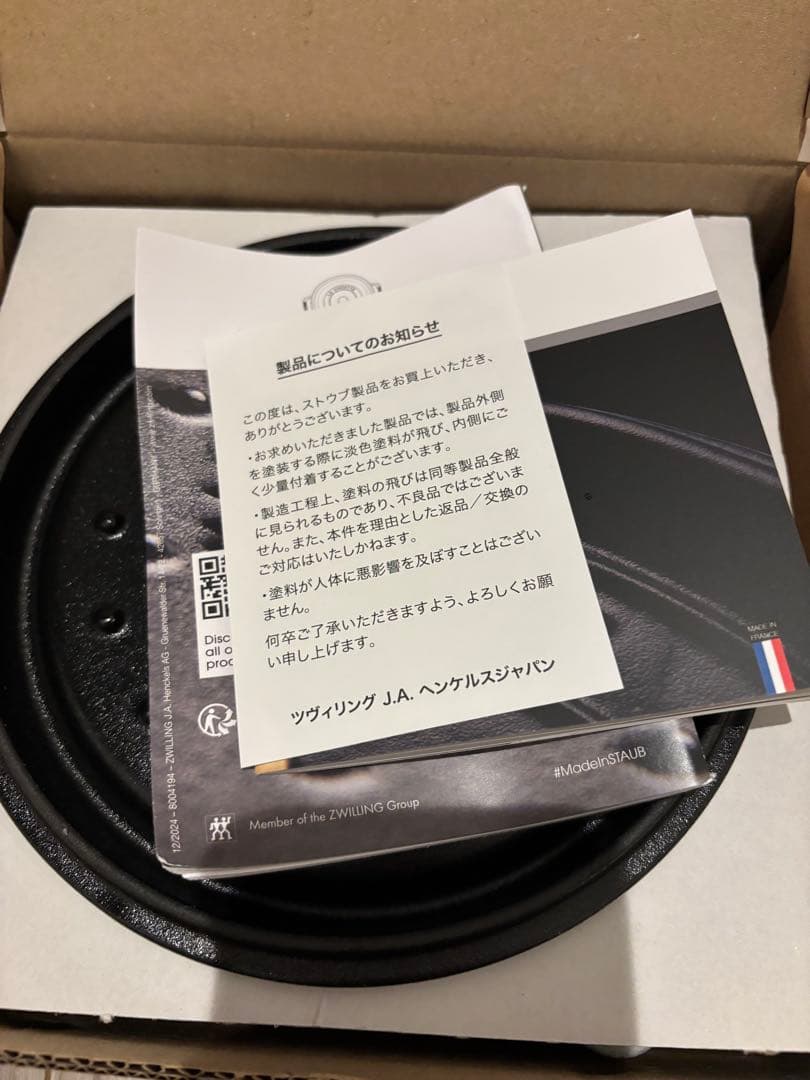 製品についてのお知らせ
この度は、ストウブ製品をお買上いただき、
ありがとうございます。
・お求めいただきました製品では、製品外側
を塗装する際に淡色塗料が飛び、内側にご
く少量付着することがございます。
・製造工程上、塗料の飛びは同等製品全般
に見られるものであり、不良品ではございま
せん。また、本件を理由とした返品／交換の
ご対応はいたしかねます。
・塗料が人体に悪影響を及ぼすことはござい
ません。
何卒ご了承いただきますよう、よろしくお願
い申し上げます。
ツヴィリング J.A. ヘンケルスジャパン
Disc
all o
prod
MADE IN
FRANCE
#MadeInSTAUB
Member of the ZWILLING Group
12/2024 – 8004194 – ZWILLING J.A. Henckels AG - Gruenewalder Str.